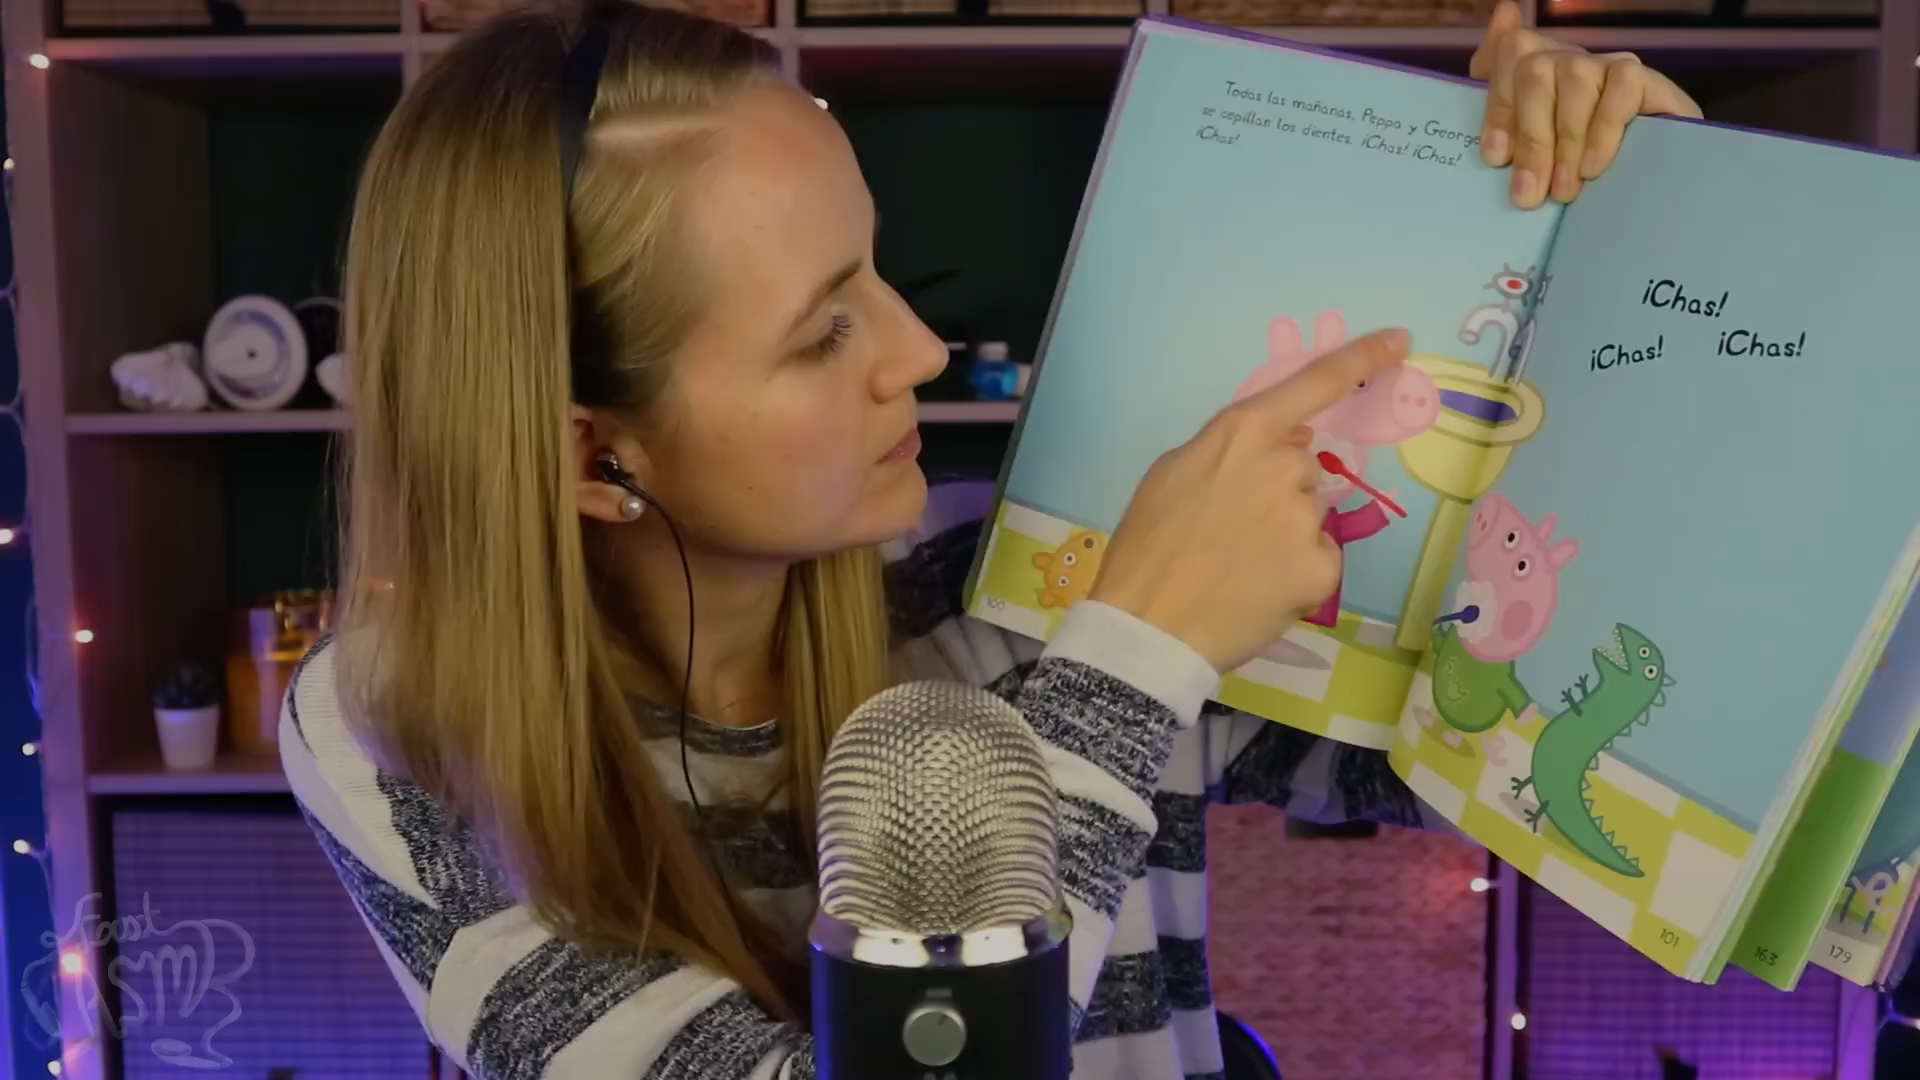 Todas las mañanas, Peppa y George
se cepillan los dientes. ¡Chas! ¡Chas!
¡Chas!
¡Chas!
¡Chas! ¡Chas!
100
101
163
179
ASMR